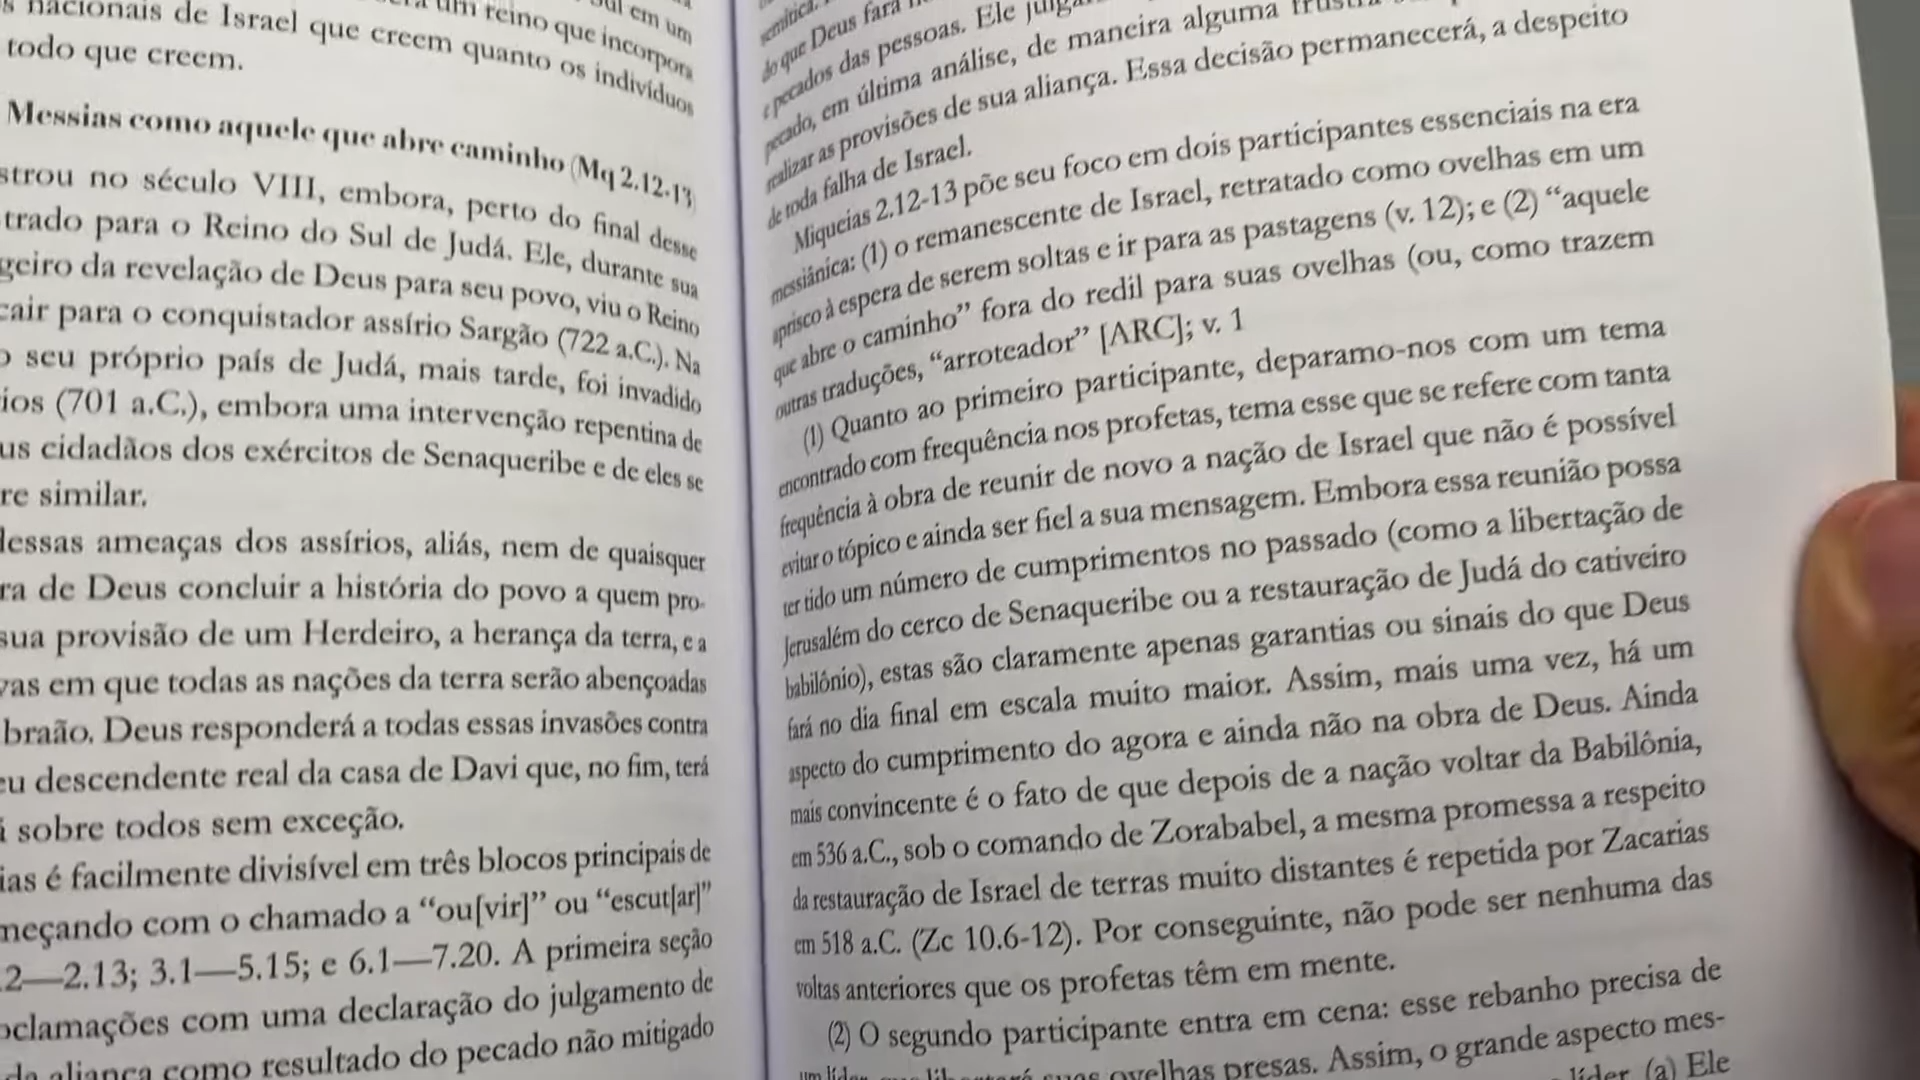 s nacionais de Israel que creem quanto os indivíduos
um reino que incorpora
em um
todo que creem.
Messias como aquele que abre caminho (Mq 2.12-13)
strou no século VIII, embora, perto do final desse
trado para o Reino do Sul de Judá. Ele, durante sua
geiro da revelação de Deus para seu povo, viu o Reino
cair para o conquistador assírio Sargão (722 a.C.). Na
o seu próprio país de Judá, mais tarde, foi invadido
ios (701 a.C.), embora uma intervenção repentina de
us cidadãos dos exércitos de Senaqueribe e de eles se
re similar.
dessas ameaças dos assírios, aliás, nem de quaisquer
ra de Deus concluir a história do povo a quem pro-
sua provisão de um Herdeiro, a herança da terra, e a
vas em que todas as nações da terra serão abençoadas
braão. Deus responderá a todas essas invasões contra
eu descendente real da casa de Davi que, no fim, terá
á sobre todos sem exceção.
ias é facilmente divisível em três blocos principais de
meçando com o chamado a “ou[vir]” ou “escut[ar]”
.2—2.13; 3.1—5.15; e 6.1—7.20. A primeira seção
oclamações com uma declaração do julgamento de
da aliança como resultado do pecado não mitigado
semítica.
do que Deus fará
e pecados das pessoas. Ele
pecado, em última análise, de maneira alguma
realizar as provisões de sua aliança. Essa decisão permanecerá, a despeito
de toda falha de Israel.
Miqueias 2.12-13 põe seu foco em dois participantes essenciais na era
messiânica: (1) o remanescente de Israel, retratado como ovelhas em um
aprisco à espera de serem soltas e ir para as pastagens (v. 12); e (2) “aquele
que abre o caminho” fora do redil para suas ovelhas (ou, como trazem
outras traduções, “arroteador” [ARC]; v. 1
(1) Quanto ao primeiro participante, deparamo-nos com um tema
encontrado com frequência nos profetas, tema esse que se refere com tanta
frequência à obra de reunir de novo a nação de Israel que não é possível
evitar o tópico e ainda ser fiel a sua mensagem. Embora essa reunião possa
ter tido um número de cumprimentos no passado (como a libertação de
Jerusalém do cerco de Senaqueribe ou a restauração de Judá do cativeiro
babilônio), estas são claramente apenas garantias ou sinais do que Deus
fará no dia final em escala muito maior. Assim, mais uma vez, há um
aspecto do cumprimento do agora e ainda não na obra de Deus. Ainda
mais convincente é o fato de que depois de a nação voltar da Babilônia,
em 536 a.C., sob o comando de Zorababel, a mesma promessa a respeito
da restauração de Israel de terras muito distantes é repetida por Zacarias
em 518 a.C. (Zc 10.6-12). Por conseguinte, não pode ser nenhuma das
voltas anteriores que os profetas têm em mente.
(2) O segundo participante entra em cena: esse rebanho precisa de
suas ovelhas presas. Assim, o grande aspecto mes-
líder. (a) Ele